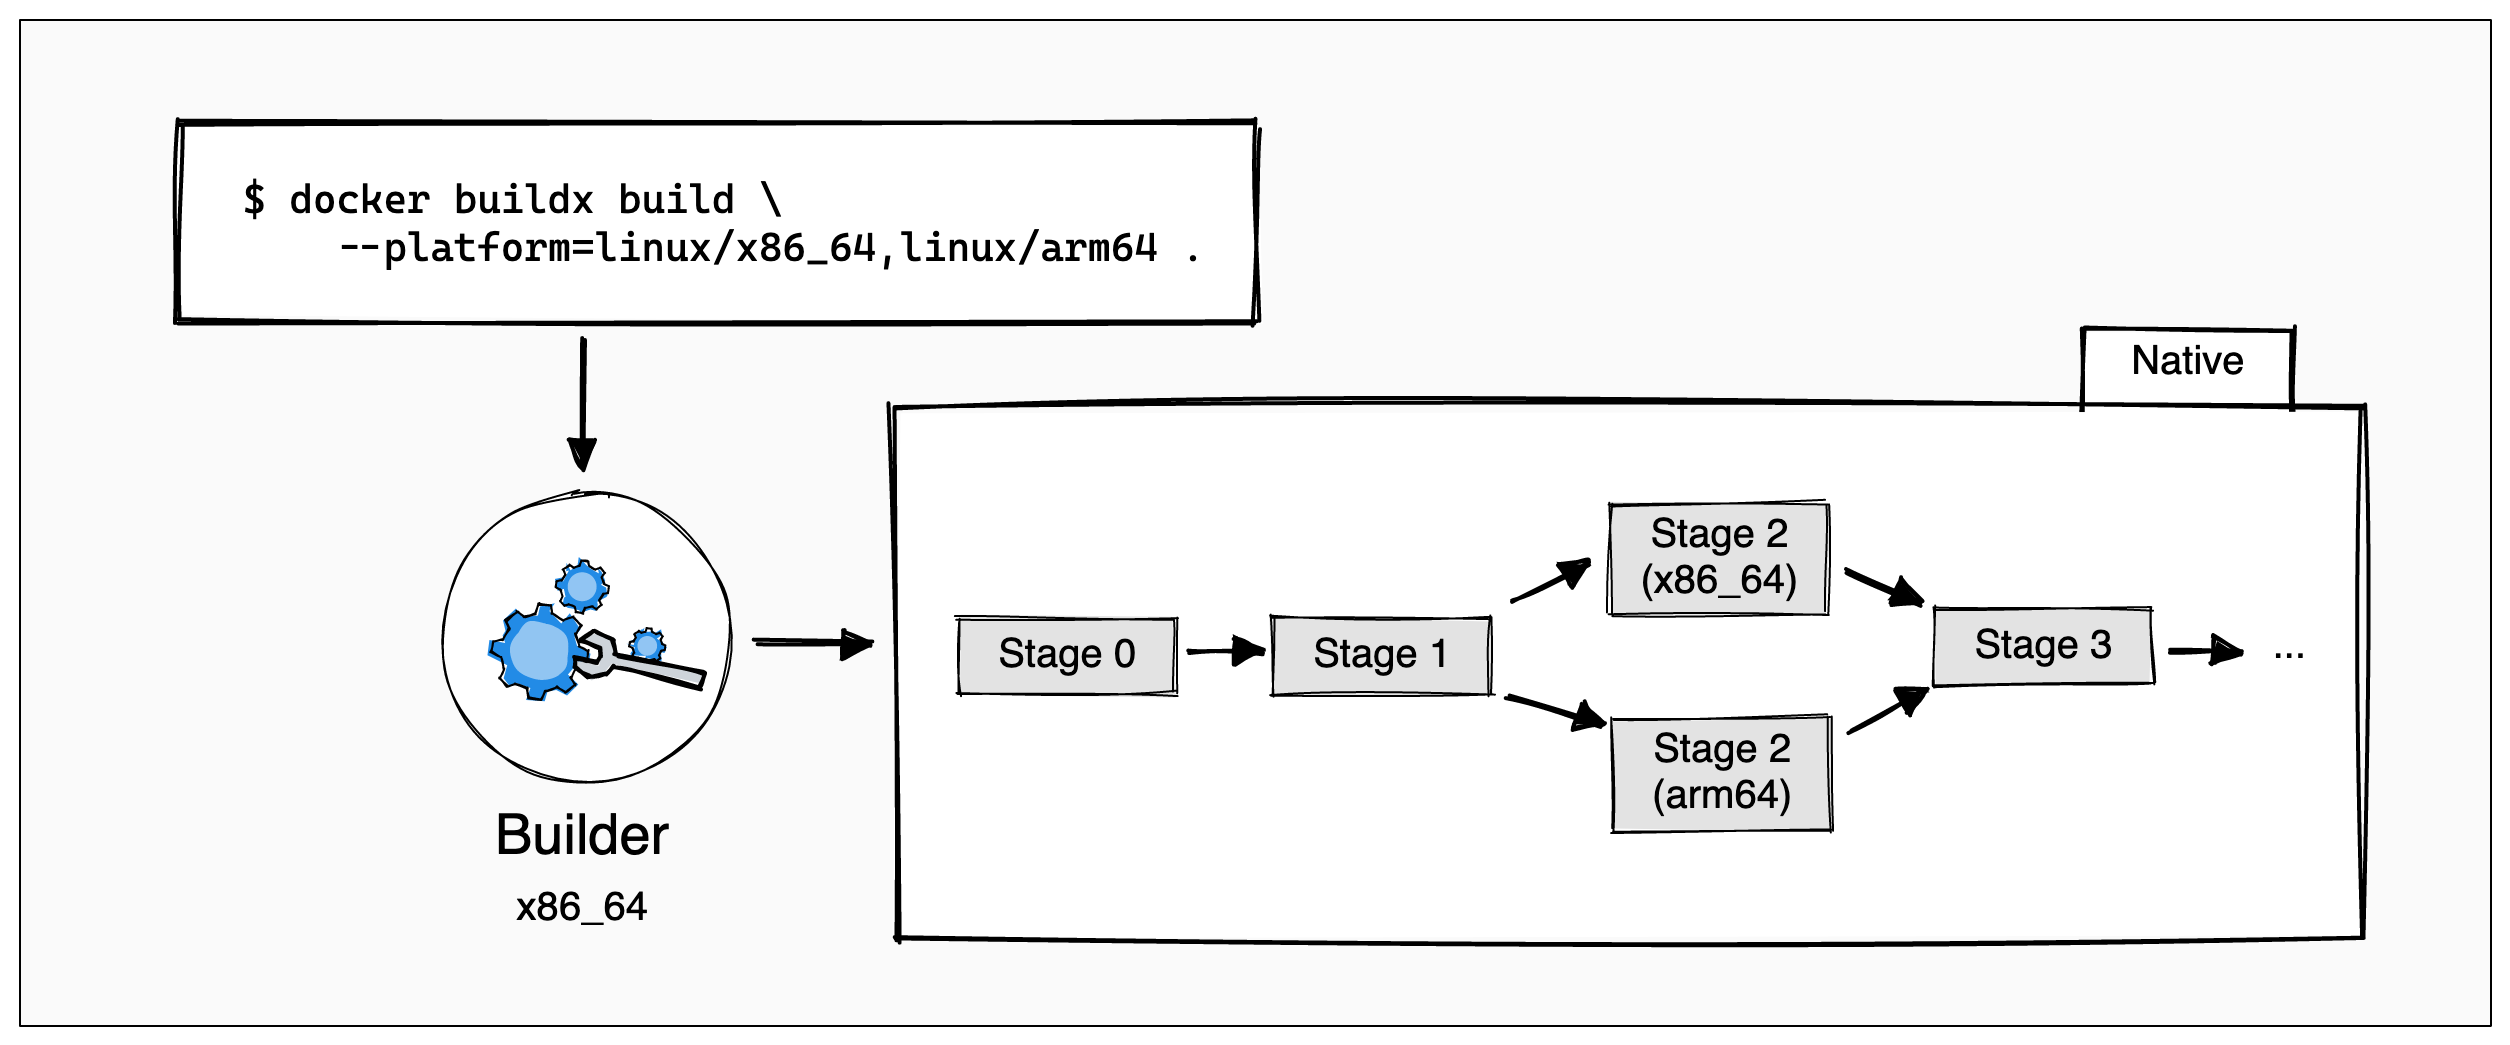 $ docker buildx build \
--platform=linux/x86_64,linux/arm64 .
Native
Stage 0
Stage 1
Stage 2
(x86_64)
Stage 2
(arm64)
Stage 3
...
Builder
x86_64